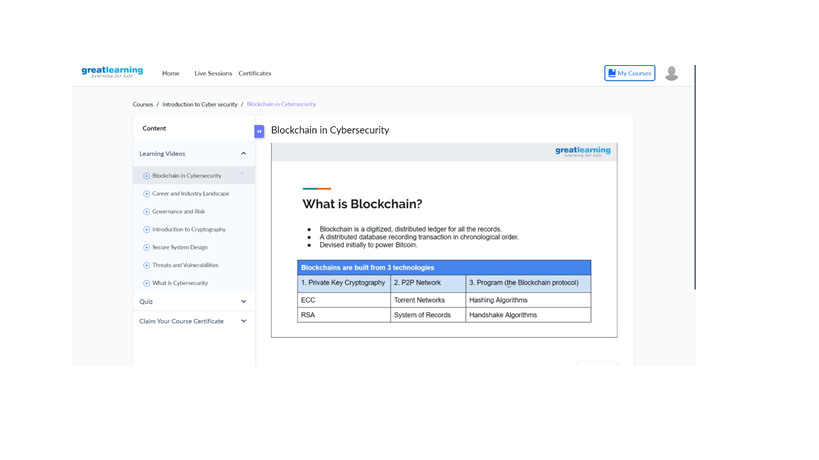 greatlearning
Learning for Life
Home Live Sessions Certificates
My Courses
Courses / Introduction to Cyber security / Blockchain in Cybersecurity
Content
Learning Videos
Blockchain in Cybersecurity
Career and Industry Landscape
Governance and Risk
Introduction to Cryptography
Secure System Design
Threats and Vulnerabilities
What Is Cybersecurity
Quiz
Claim Your Course Certificate
«
Blockchain in Cybersecurity
greatlearning
Learning for Life
What is Blockchain?
● Blockchain is a digitized, distributed ledger for all the records.
● A distributed database recording transaction in chronological order.
● Devised initially to power Bitcoin.
Blockchains are built from 3 technologies
1. Private Key Cryptography 2. P2P Network 3. Program (the Blockchain protocol)
ECC Torrent Networks Hashing Algorithms
RSA System of Records Handshake Algorithms